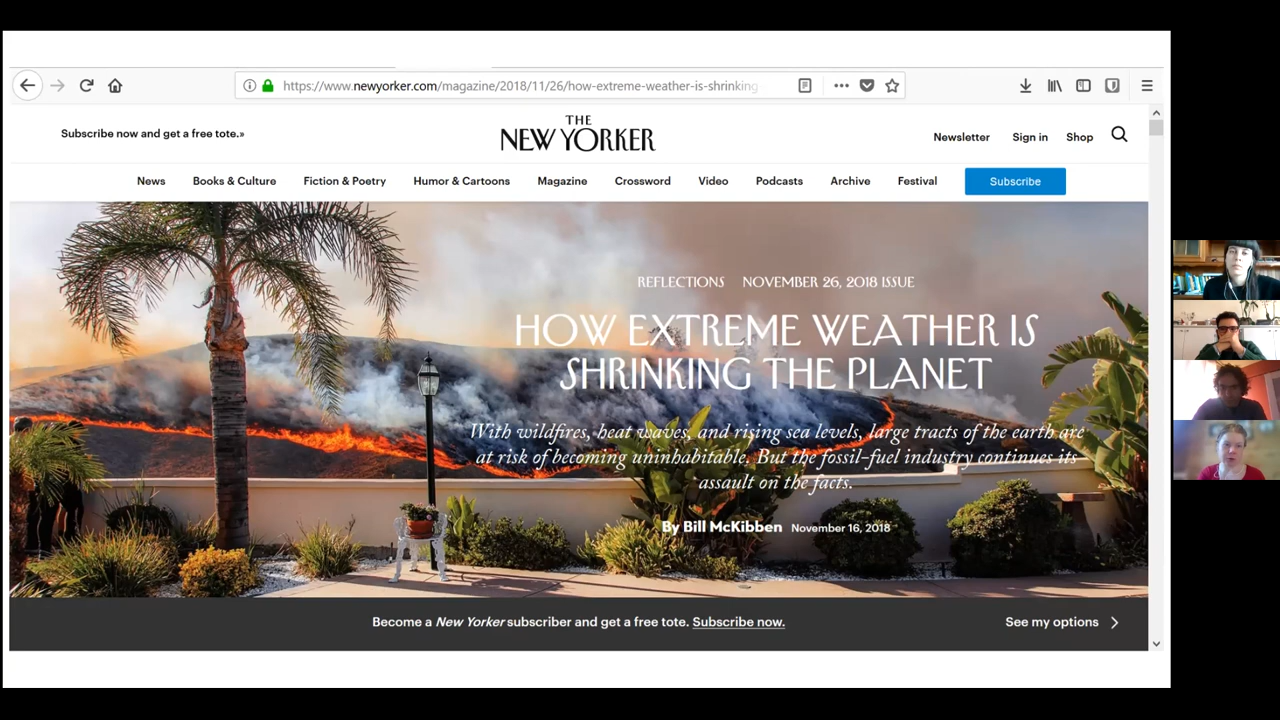 https://www.newyorker.com/magazine/2018/11/26/how-extreme-weather-is-shrinking
Subscribe now and get a free tote.»
THE
NEW YORKER
Newsletter Sign in Shop
News Books & Culture Fiction & Poetry Humor & Cartoons Magazine Crossword Video Podcasts Archive Festival Subscribe
REFLECTIONS NOVEMBER 26, 2018 ISSUE
HOW EXTREME WEATHER IS
SHRINKING THE PLANET
With wildfires, heat waves, and rising sea levels, large tracts of the earth are
at risk of becoming uninhabitable. But the fossil-fuel industry continues its
assault on the facts.
By Bill McKibben November 16, 2018
Become a New Yorker subscriber and get a free tote. Subscribe now. See my options